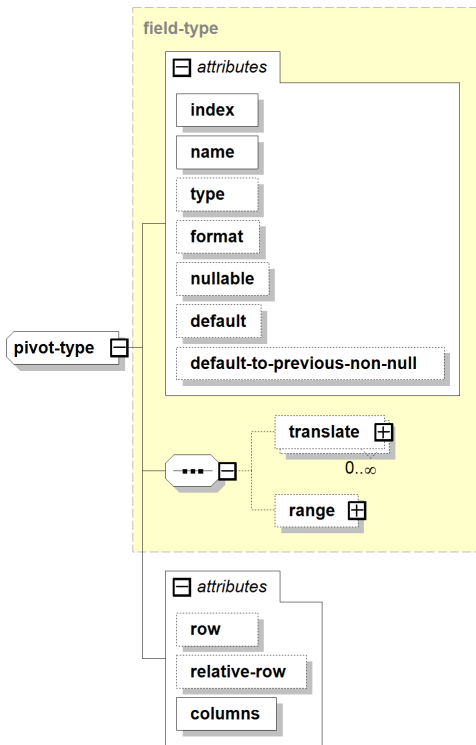 field-type
attributes
index
name
type
format
nullable
default
default-to-previous-non-null
pivot-type
translate
0..∞
range
attributes
row
relative-row
columns